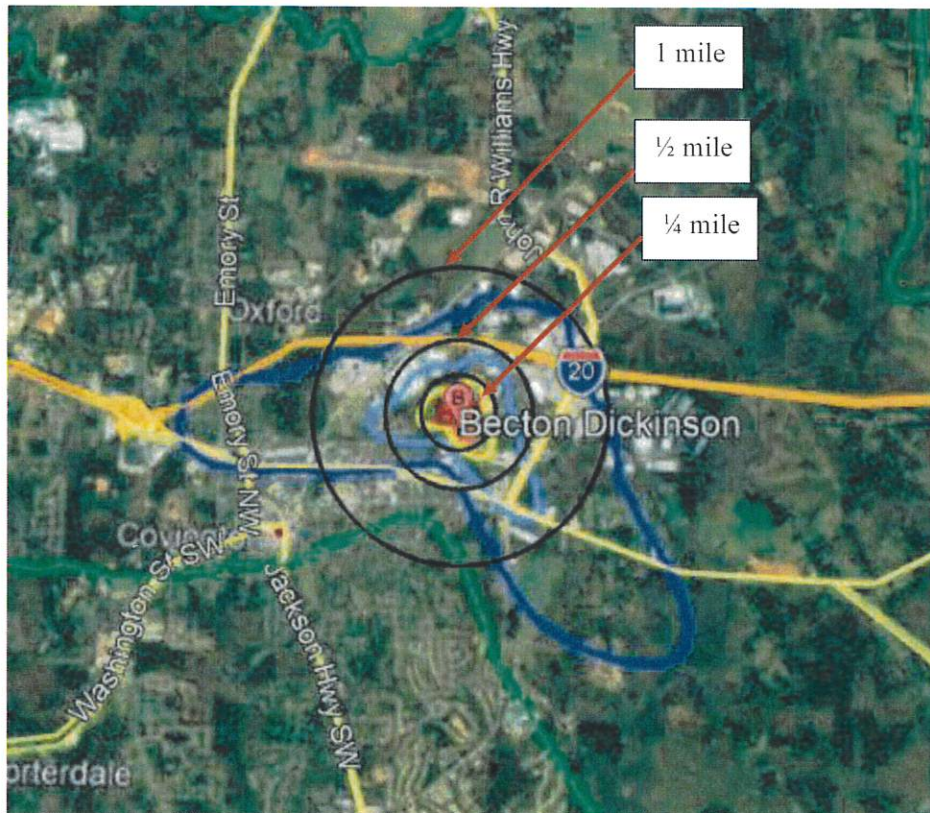 1 mile
½ mile
¼ mile
John R Williams Hwy
Emory St
Oxford
20
B
Becton Dickinson
Emory St NW
Covington
Washington St SW
Jackson Hwy SW
orterdale